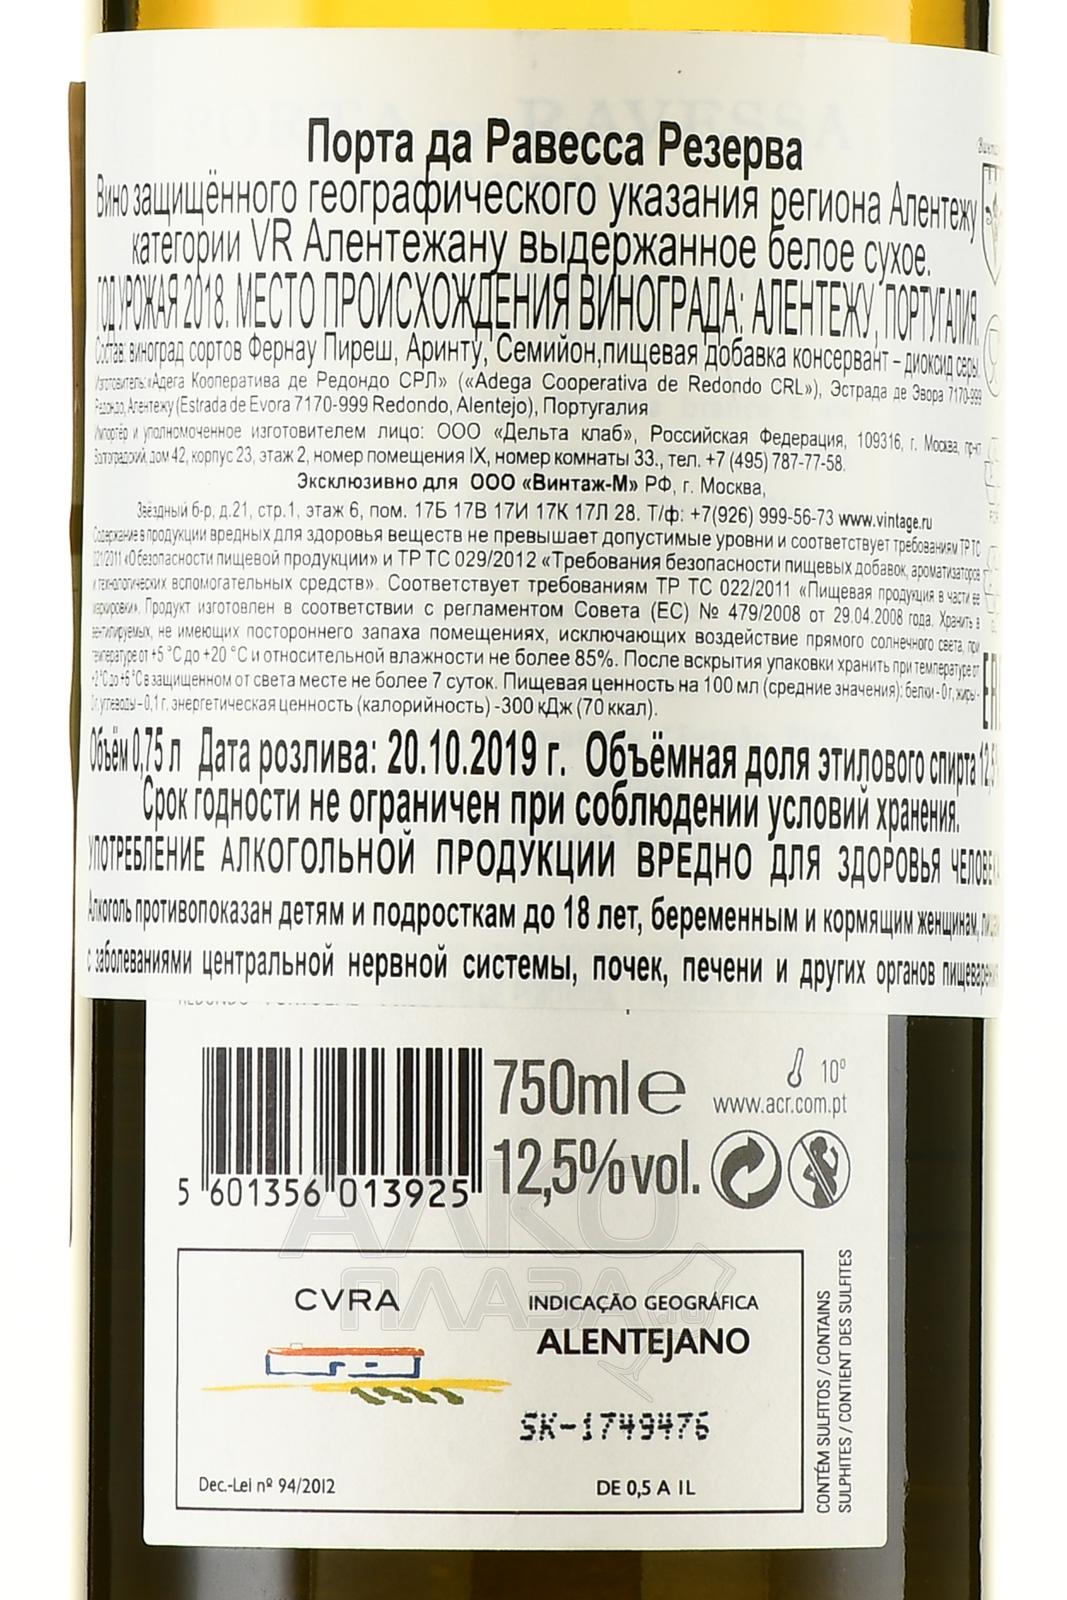 Порта да Равесса Резерва
Вино защищённого географического указания региона Алентежу
категории VR Алентежану выдержанное белое сухое.
ГОД УРОЖАЯ 2018. МЕСТО ПРОИСХОЖДЕНИЯ ВИНОГРАДА: АЛЕНТЕЖУ, ПОРТУГАЛИЯ.
Состав: виноград сортов Фернау Пиреш, Аринту, Семийон,пищевая добавка консервант – диоксид серы.
Изготовитель: «Адега Кооператива де Редондо СРЛ» («Adega Cooperativa de Redondo CRL»), Эстрада де Эвора 7170-999
Редондо, Алентежу (Estrada de Evora 7170-999 Redondo, Alentejo), Португалия
Импортёр и уполномоченное изготовителем лицо: ООО «Дельта клаб», Российская Федерация, 109316, г. Москва, пр-кт
Волгоградский, дом 42, корпус 23, этаж 2, номер помещения IX, номер комнаты 33., тел. +7 (495) 787-77-58.
Эксклюзивно для ООО «Винтаж-М» РФ, г. Москва,
Звёздный б-р, д.21, стр.1, этаж 6, пом. 17Б 17В 17И 17К 17Л 28. Т/ф: +7(926) 999-56-73 www.vintage.ru
Содержание в продукции вредных для здоровья веществ не превышает допустимые уровни и соответствует требованиям ТР ТС
021/2011 «О безопасности пищевой продукции» и ТР ТС 029/2012 «Требования безопасности пищевых добавок, ароматизаторов
и технологических вспомогательных средств». Соответствует требованиям ТР ТС 022/2011 «Пищевая продукция в части ее
маркировки». Продукт изготовлен в соответствии с регламентом Совета (ЕС) № 479/2008 от 29.04.2008 года. Хранить в
вентилируемых, не имеющих постороннего запаха помещениях, исключающих воздействие прямого солнечного света, при
температуре от +5 °С до +20 °С и относительной влажности не более 85%. После вскрытия упаковки хранить при температуре от
+2°С до +6°С в защищенном от света месте не более 7 суток. Пищевая ценность на 100 мл (средние значения): белки - 0 г, жиры -
0 г, углеводы – 0,1 г, энергетическая ценность (калорийность) -300 кДж (70 ккал).
Объём 0,75 л Дата розлива: 20.10.2019 г. Объёмная доля этилового спирта 12,5
Срок годности не ограничен при соблюдении условий хранения.
УПОТРЕБЛЕНИЕ АЛКОГОЛЬНОЙ ПРОДУКЦИИ ВРЕДНО ДЛЯ ЗДОРОВЬЯ ЧЕЛОВЕКА
Алкоголь противопоказан детям и подросткам до 18 лет, беременным и кормящим женщинам, лицам
с заболеваниями центральной нервной системы, почек, печени и других органов пищеварения
750ml e
10º
www.acr.com.pt
12,5%vol.
5 601356 013925
АЛКО
ПЛАЗА
.ru
CVRA
INDICAÇÃO GEOGRÁFICA
ALENTEJANO
SK-1749476
Dec.-Lei nº 94/2012
DE 0,5 A 1L
CONTÉM SULFITOS / CONTAINS
SULPHITES / CONTIENT DES SULFITES